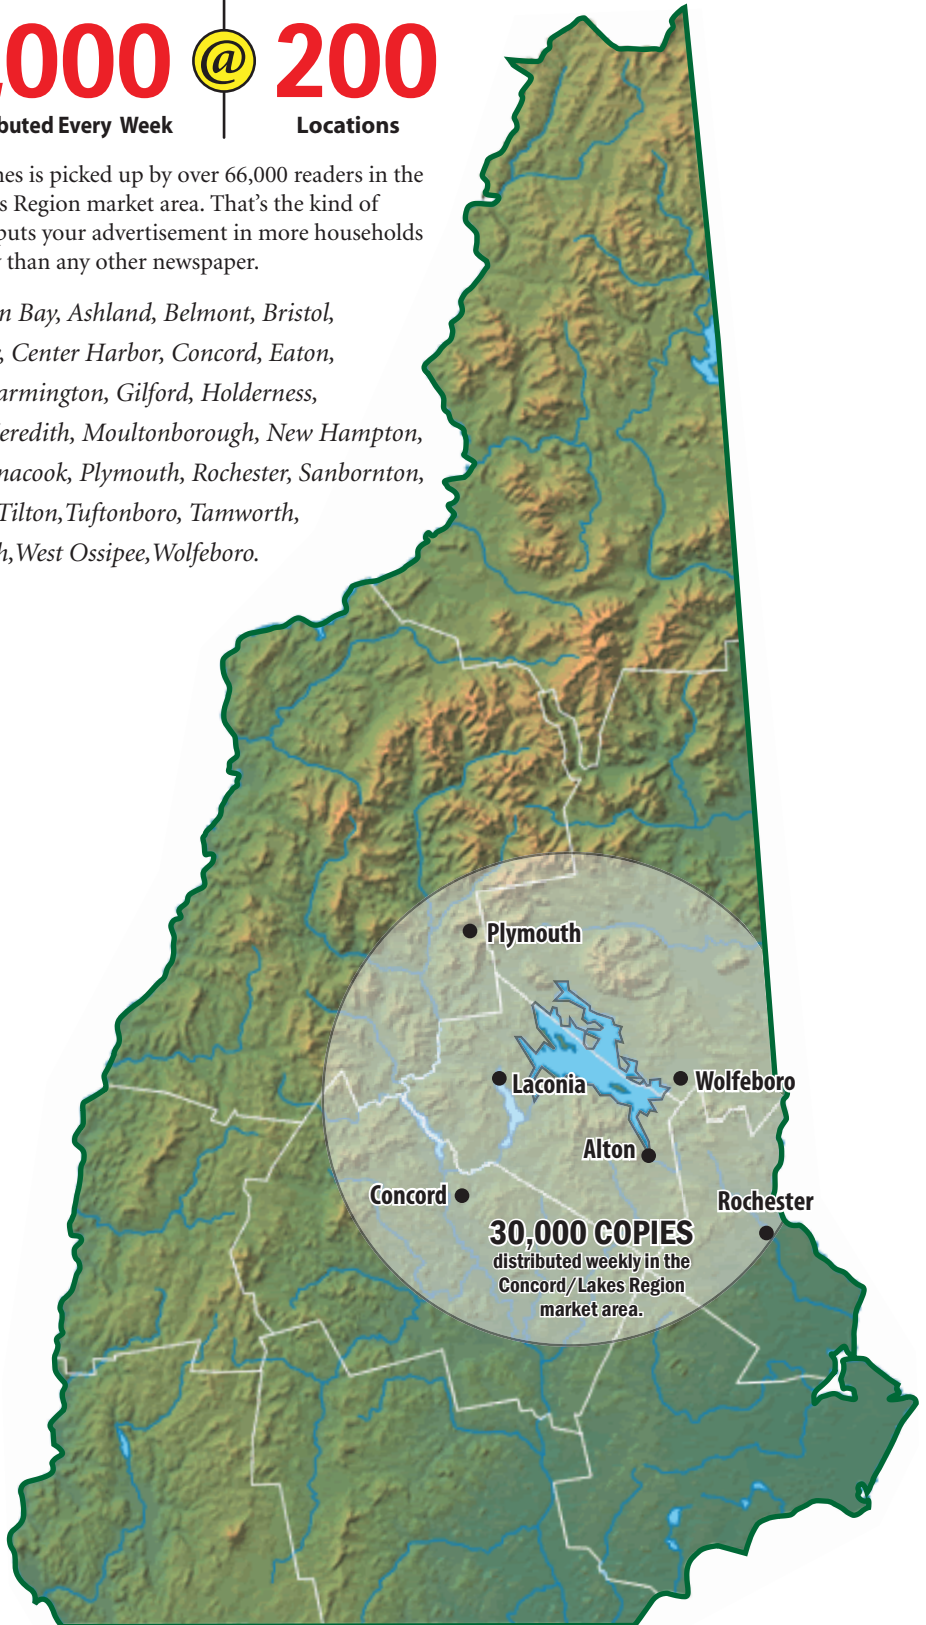 ,000 @ 200
buted Every Week Locations
nes is picked up by over 66,000 readers in the
s Region market area. That’s the kind of
puts your advertisement in more households
than any other newspaper.
n Bay, Ashland, Belmont, Bristol,
, Center Harbor, Concord, Eaton,
armington, Gilford, Holderness,
eredith, Moultonborough, New Hampton,
nacook, Plymouth, Rochester, Sanbornton,
Tilton,Tuftonboro, Tamworth,
h,West Ossipee,Wolfeboro.
Plymouth
Laconia
Wolfeboro
Alton
Concord
Rochester
30,000 COPIES
distributed weekly in the
Concord/Lakes Region
market area.